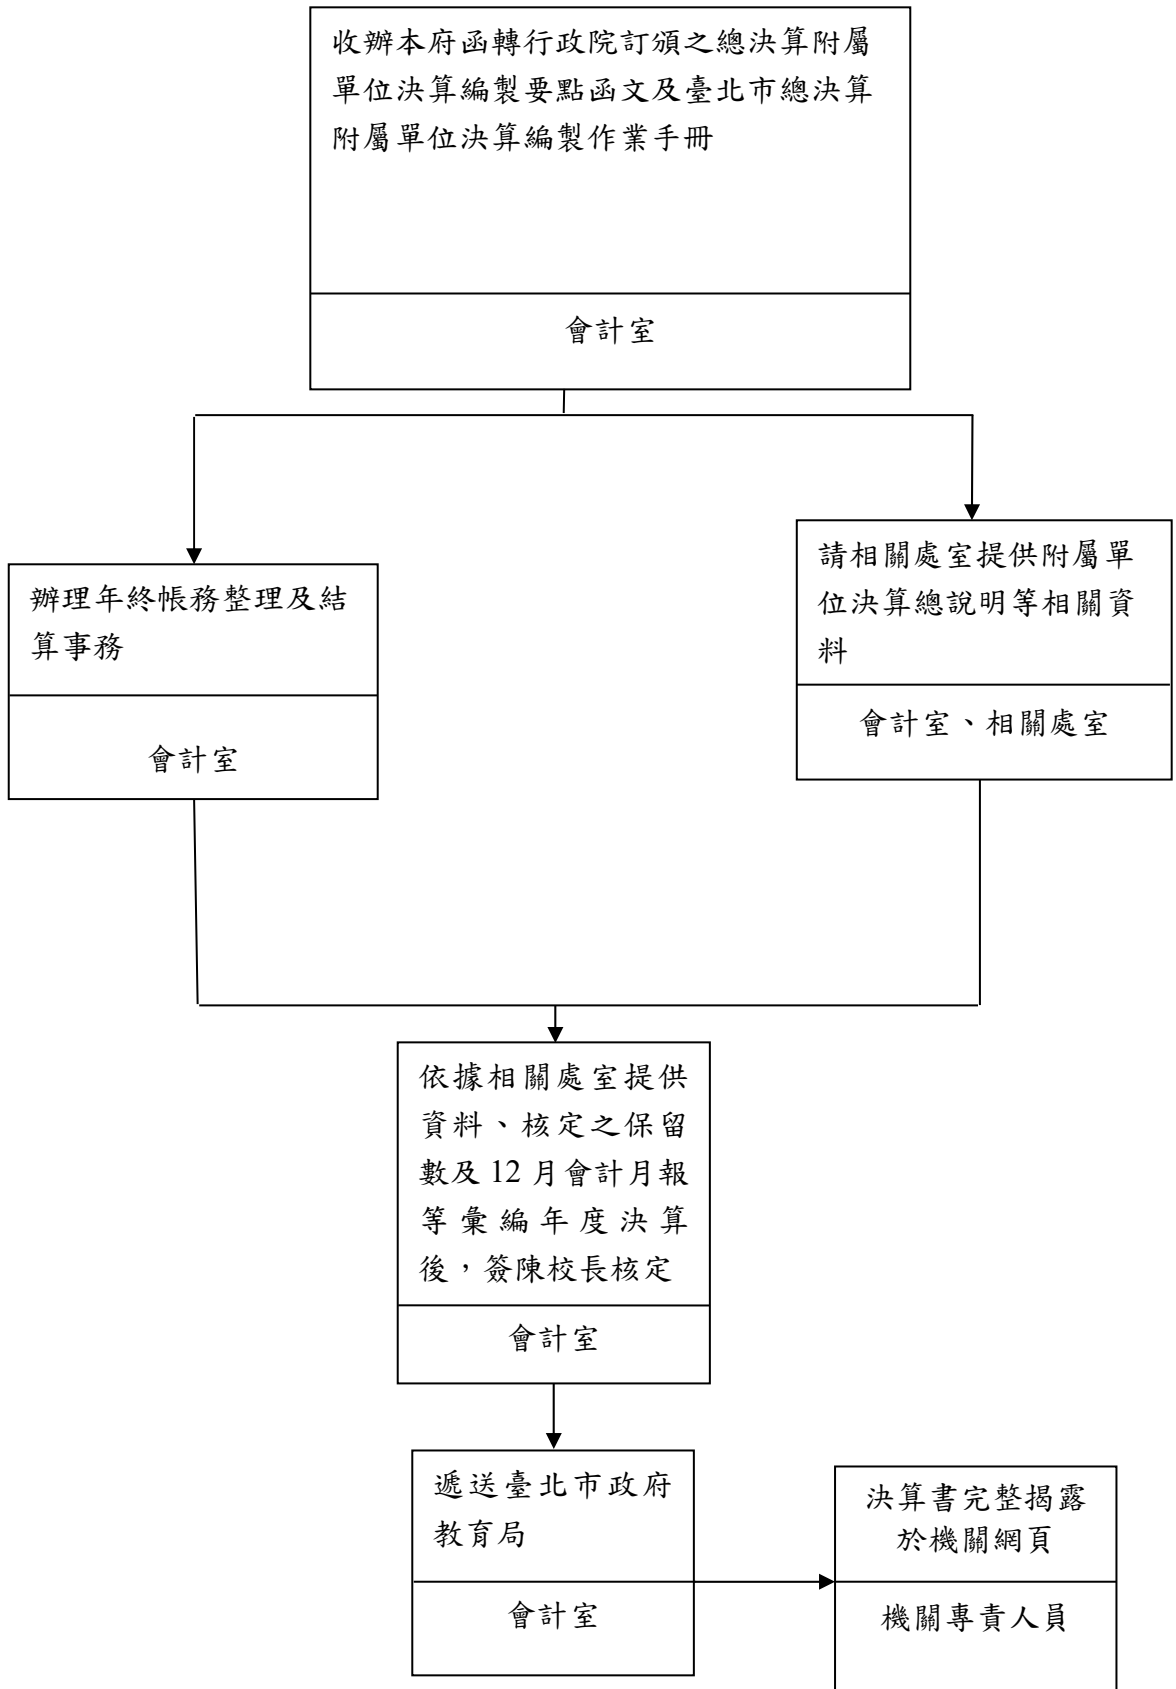 收辦本府函轉行政院訂頒之總決算附屬
單位決算編製要點函文及臺北市總決算
附屬單位決算編製作業手冊
會計室
辦理年終帳務整理及結
算事務
會計室
請相關處室提供附屬單
位決算總說明等相關資
料
會計室、相關處室
依據相關處室提供
資料、核定之保留
數及 12 月會計月報
等彙編年度決算
後，簽陳校長核定
會計室
遞送臺北市政府
教育局
會計室
決算書完整揭露
於機關網頁
機關專責人員